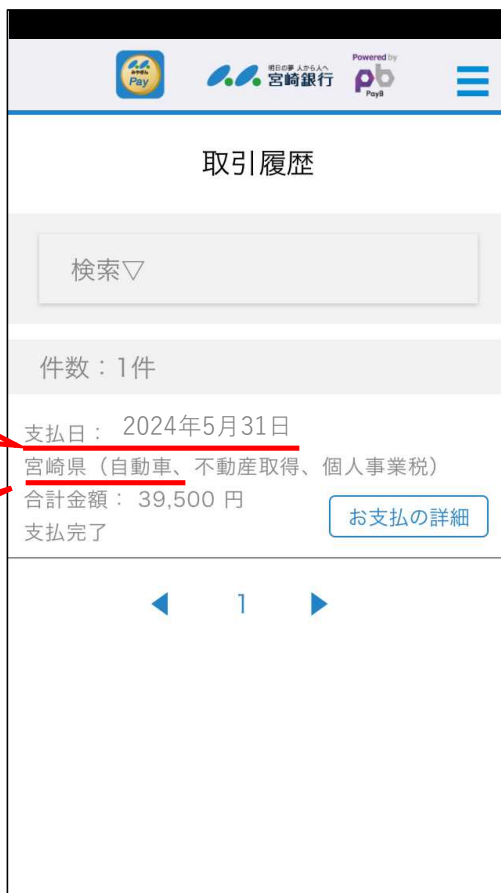 みやぎん Pay
明日の夢 人から人へ
宮崎銀行
Powered by
pb
PayB
取引履歴
検索▽
件数：1件
支払日： 2024年5月31日
宮崎県（自動車、不動産取得、個人事業税）
合計金額： 39,500 円
お支払の詳細
支払完了
◀ 1 ▶